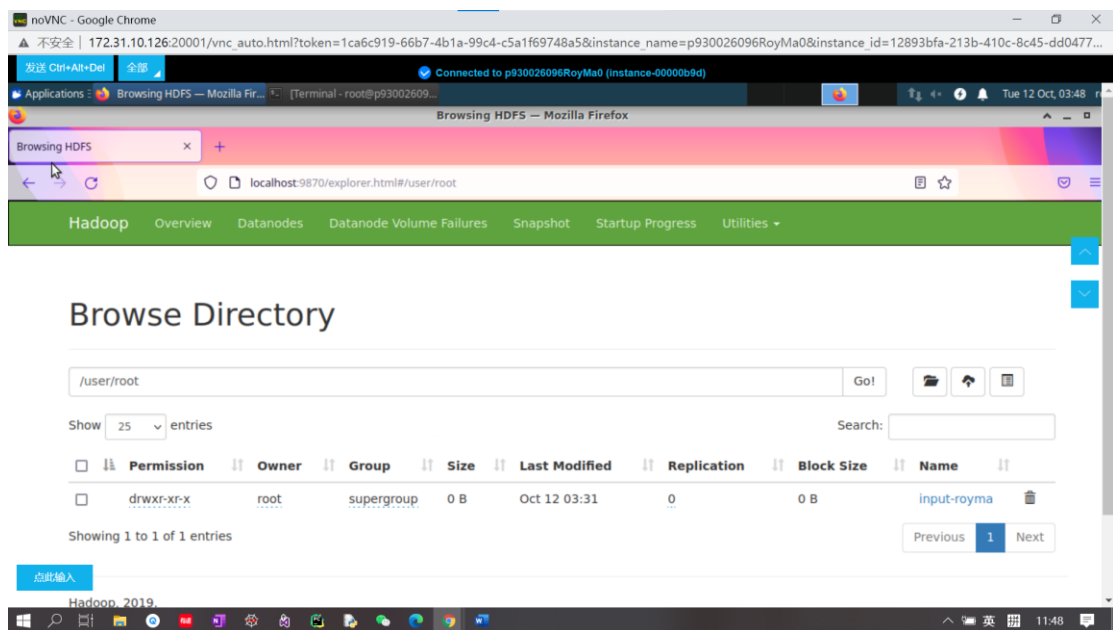 noVNC - Google Chrome
不安全 | 172.31.10.126:20001/vnc_auto.html?token=1ca6c919-66b7-4b1a-99c4-c5a1f69748a5&instance_name=p930026096RoyMa0&instance_id=12893bfa-213b-410c-8c45-dd0477...
发送 Ctrl+Alt+Del 全部 Connected to p930026096RoyMa0 (instance-00000b9d)
Applications Browsing HDFS — Mozilla Fir... [Terminal - root@p93002609... Tue 12 Oct, 03:48
Browsing HDFS — Mozilla Firefox
Browsing HDFS
localhost:9870/explorer.html#/user/root
Hadoop Overview Datanodes Datanode Volume Failures Snapshot Startup Progress Utilities
Browse Directory
/user/root Go!
Show 25 entries Search:
Permission Owner Group Size Last Modified Replication Block Size Name
drwxr-xr-x root supergroup 0 B Oct 12 03:31 0 0 B input-royma
Showing 1 to 1 of 1 entries Previous 1 Next
点此输入
Hadoop, 2019.
英 11:48